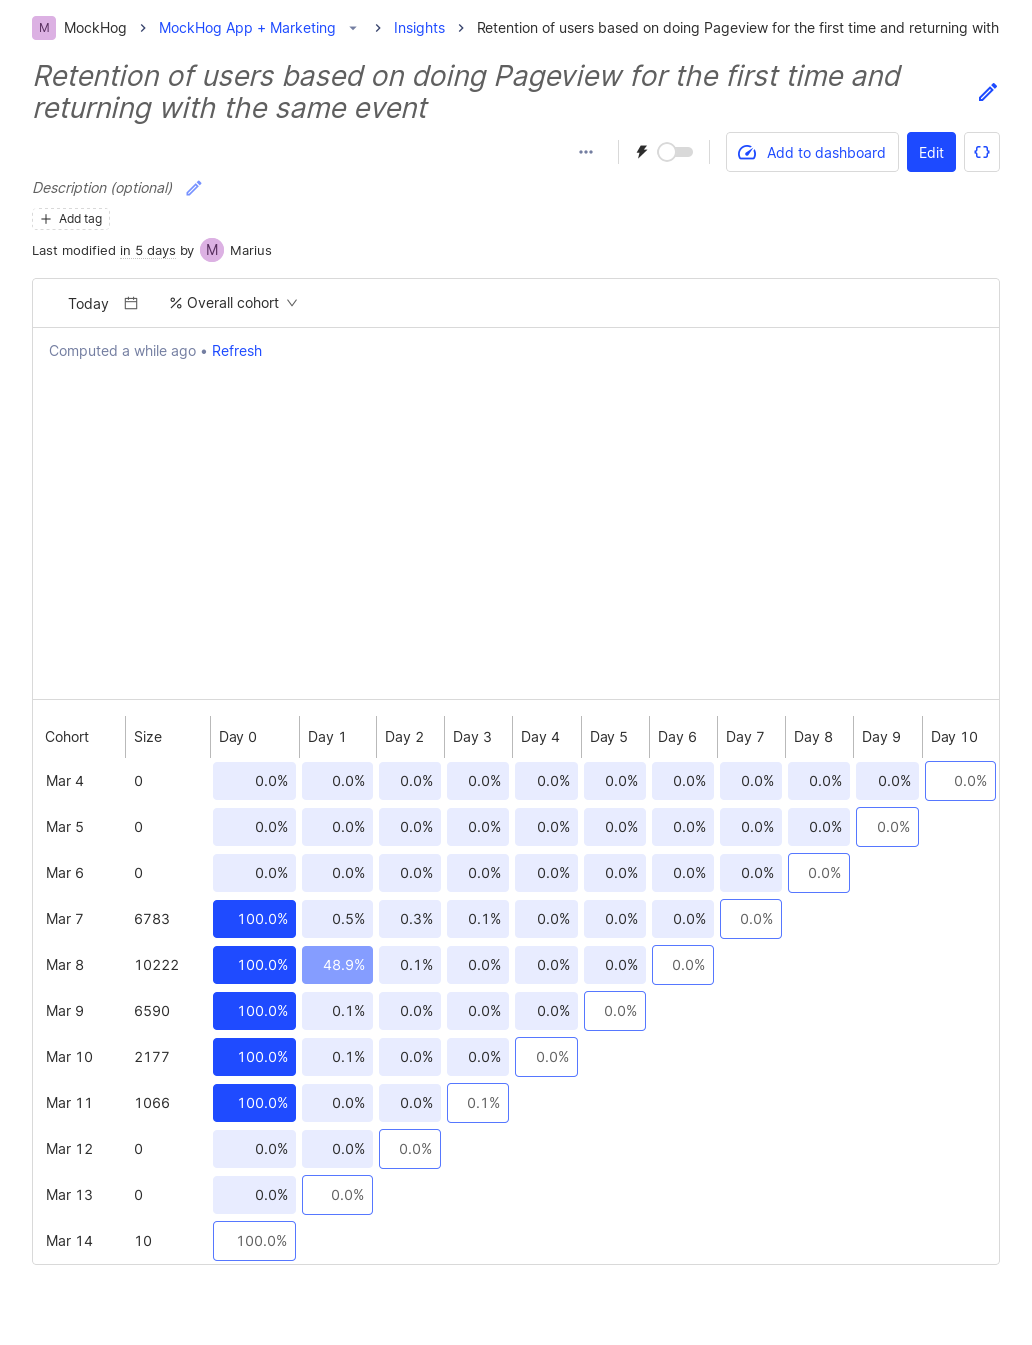 M MockHog MockHog App + Marketing Insights Retention of users based on doing Pageview for the first time and returning with
Retention of users based on doing Pageview for the first time and
returning with the same event
Add to dashboard Edit
Description (optional)
Add tag
Last modified in 5 days by M Marius
Today % Overall cohort
Computed a while ago • Refresh
Cohort Size Day 0 Day 1 Day 2 Day 3 Day 4 Day 5 Day 6 Day 7 Day 8 Day 9 Day 10
Mar 4 0 0.0% 0.0% 0.0% 0.0% 0.0% 0.0% 0.0% 0.0% 0.0% 0.0% 0.0%
Mar 5 0 0.0% 0.0% 0.0% 0.0% 0.0% 0.0% 0.0% 0.0% 0.0% 0.0%
Mar 6 0 0.0% 0.0% 0.0% 0.0% 0.0% 0.0% 0.0% 0.0% 0.0%
Mar 7 6783 100.0% 0.5% 0.3% 0.1% 0.0% 0.0% 0.0% 0.0%
Mar 8 10222 100.0% 48.9% 0.1% 0.0% 0.0% 0.0% 0.0%
Mar 9 6590 100.0% 0.1% 0.0% 0.0% 0.0% 0.0%
Mar 10 2177 100.0% 0.1% 0.0% 0.0% 0.0%
Mar 11 1066 100.0% 0.0% 0.0% 0.1%
Mar 12 0 0.0% 0.0% 0.0%
Mar 13 0 0.0% 0.0%
Mar 14 10 100.0%